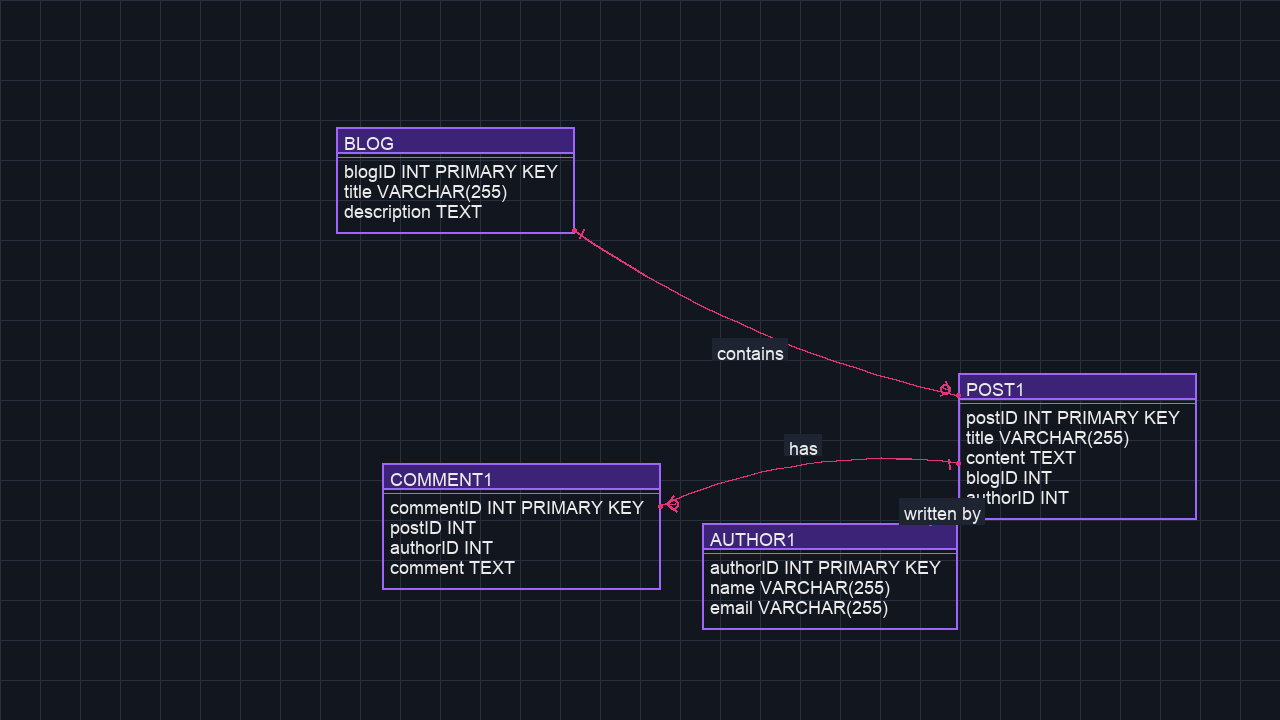 BLOG
blogID INT PRIMARY KEY
title VARCHAR(255)
description TEXT
contains
POST1
postID INT PRIMARY KEY
title VARCHAR(255)
content TEXT
blogID INT
authorID INT
has
COMMENT1
commentID INT PRIMARY KEY
postID INT
authorID INT
comment TEXT
written by
AUTHOR1
authorID INT PRIMARY KEY
name VARCHAR(255)
email VARCHAR(255)